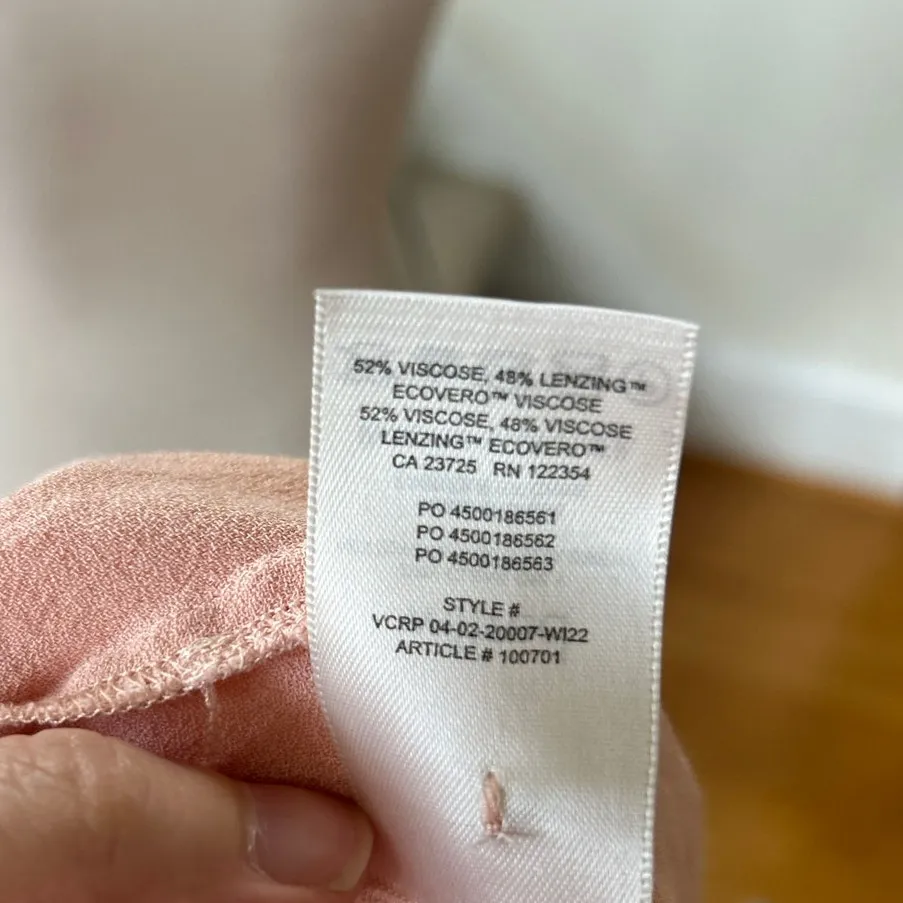 52% VISCOSE, 48% LENZING™
ECOVERO™ VISCOSE
52% VISCOSE, 48% VISCOSE
LENZING™ ECOVERO™
CA 23725 RN 122354
PO 4500186561
PO 4500186562
PO 4500186563
STYLE #
VCRP 04-02-20007-WI22
ARTICLE # 100701